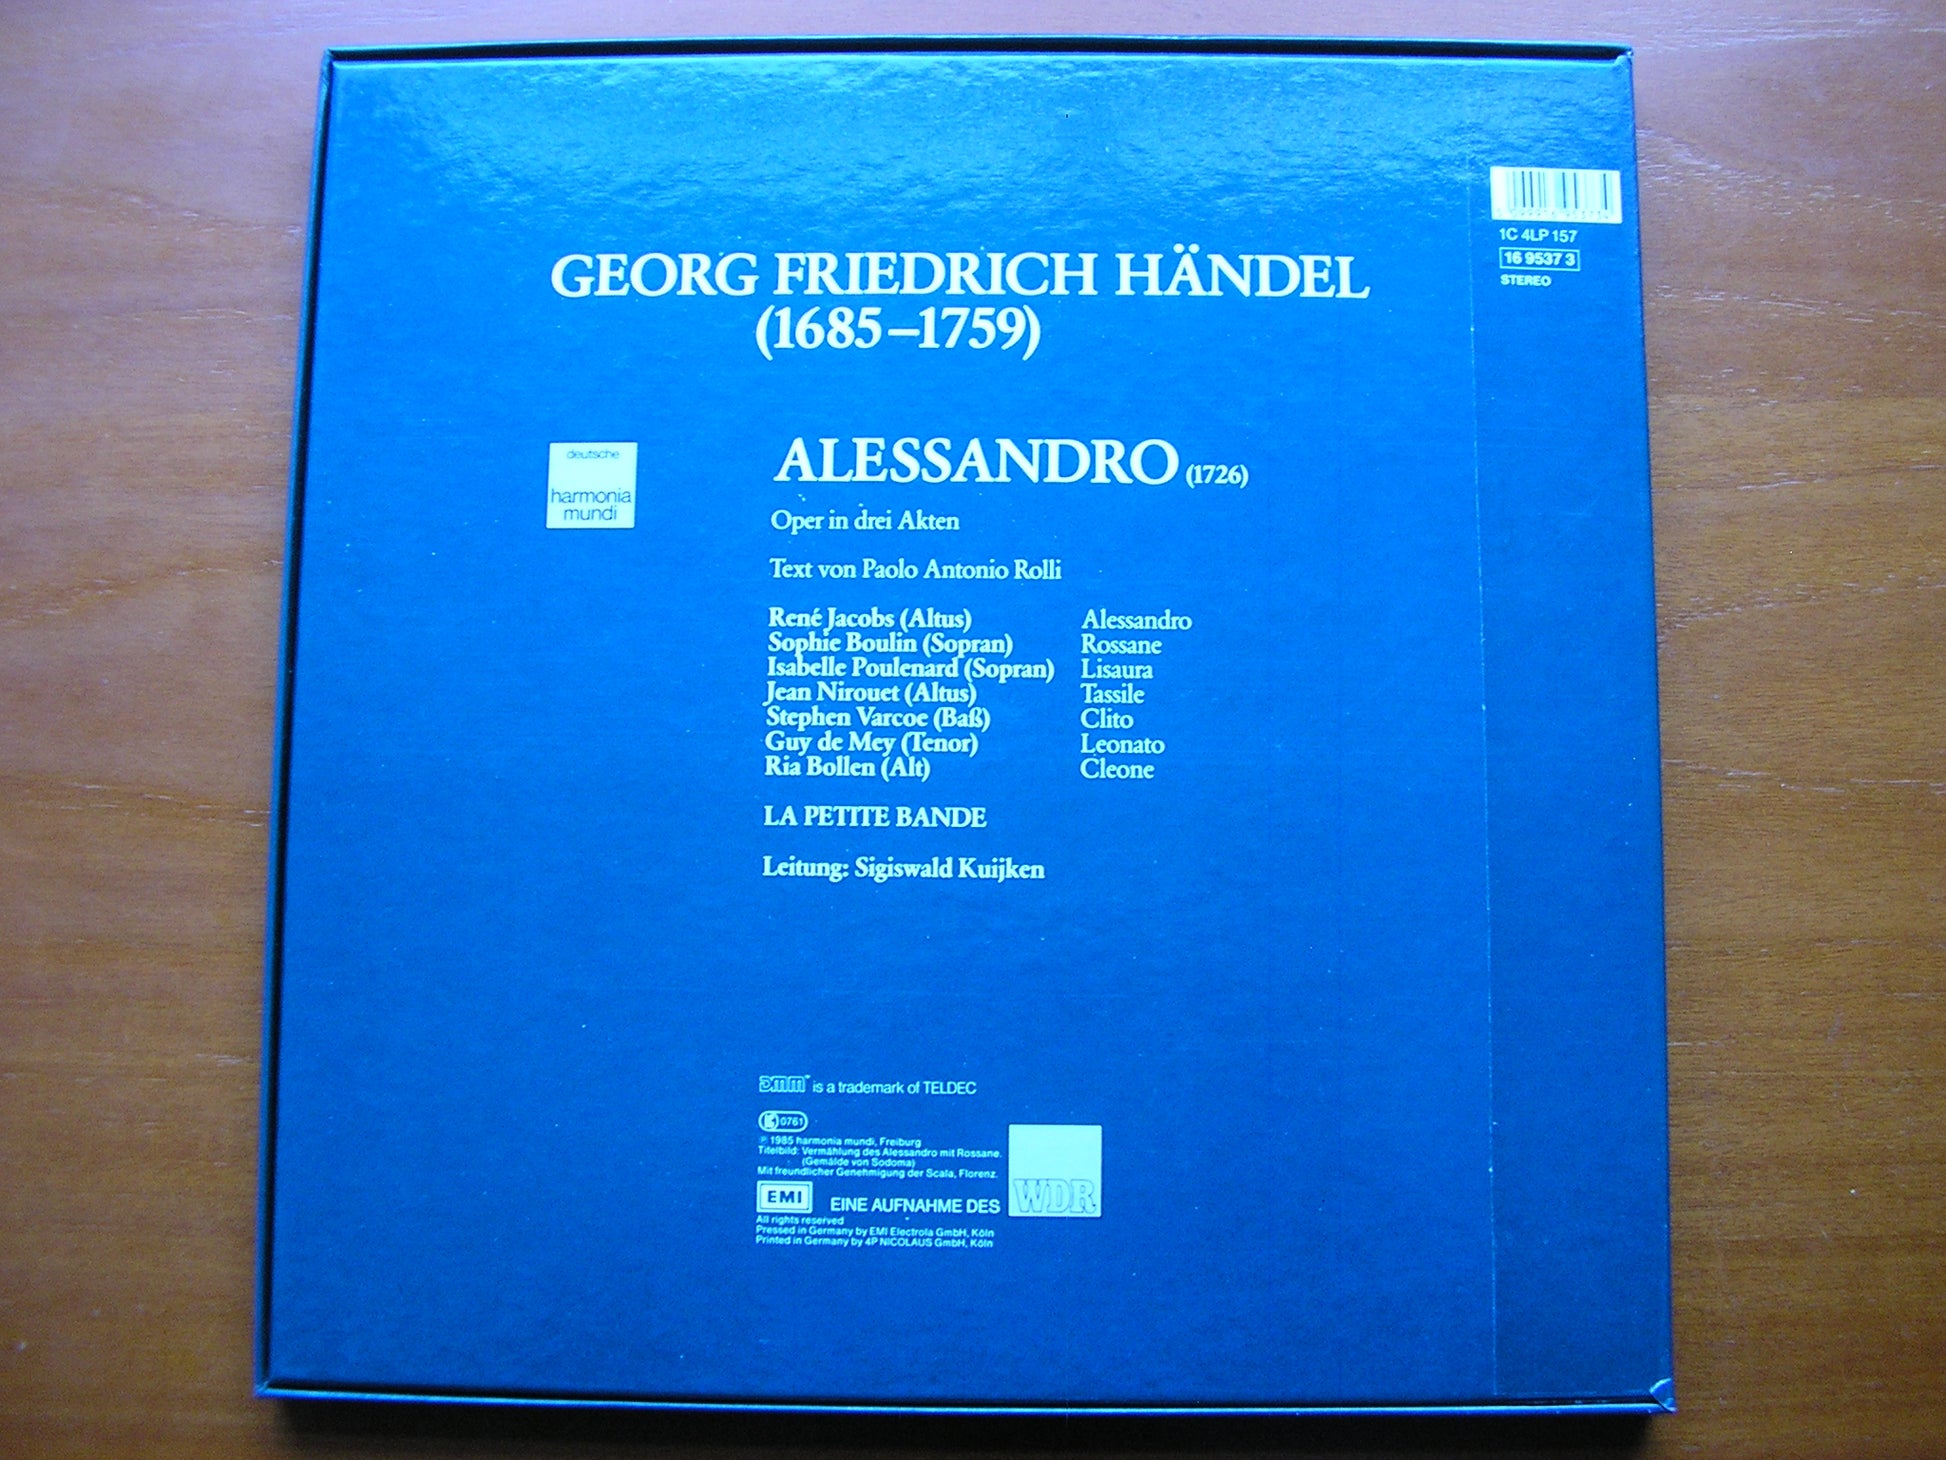 1C 4LP 157
16 9537 3
STEREO
GEORG FRIEDRICH HÄNDEL
(1685–1759)
deutsche
harmonia
mundi
ALESSANDRO (1726)
Oper in drei Akten
Text von Paolo Antonio Rolli
René Jacobs (Altus) Alessandro
Sophie Boulin (Sopran) Rossane
Isabelle Poulenard (Sopran) Lisaura
Jean Nirouet (Altus) Tassile
Stephen Varcoe (Baß) Clito
Guy de Mey (Tenor) Leonato
Ria Bollen (Alt) Cleone
LA PETITE BANDE
Leitung: Sigiswald Kuijken
DMM is a trademark of TELDEC
0761
℗ 1985 harmonia mundi, Freiburg
Titelbild: Vermählung des Alessandro mit Rossane.
(Gemälde von Sodoma)
Mit freundlicher Genehmigung der Scala, Florenz.
EMI EINE AUFNAHME DES WDR
All rights reserved
Pressed in Germany by EMI Electrola GmbH, Köln
Printed in Germany by 4P NICOLAUS GmbH, Köln